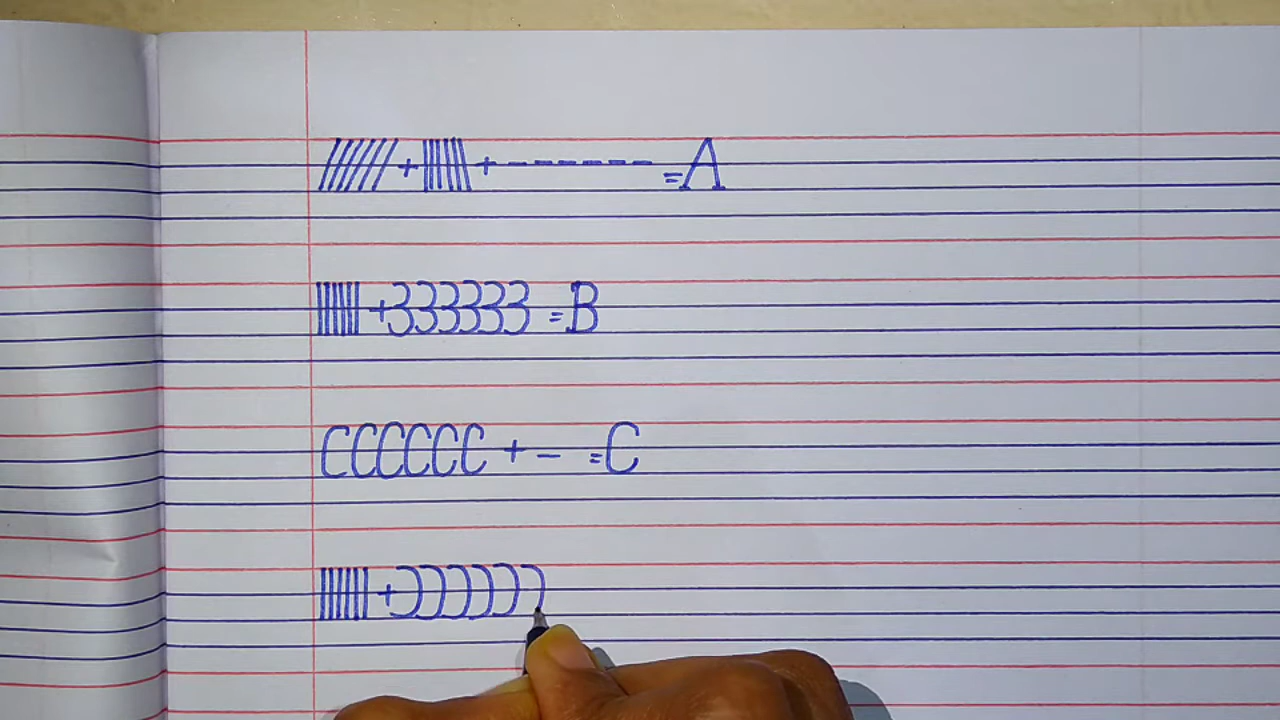 /////// + ||||||| + - - - - - - = A
||||||| + 333333 = B
CCCCCC + - = C
||||||| + ))))))